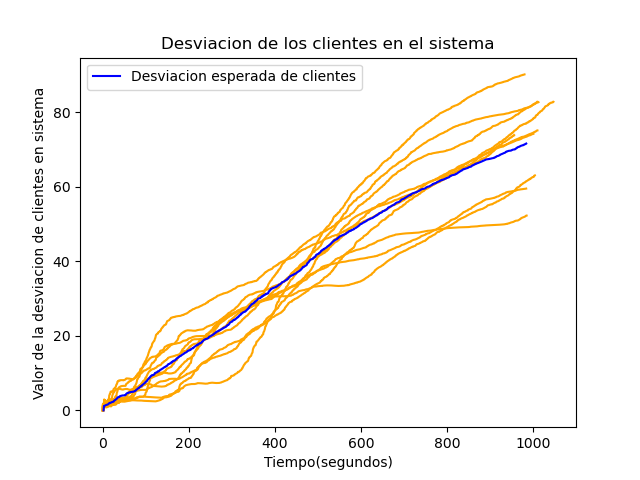 Desviacion de los clientes en el sistema
Desviacion esperada de clientes
Valor de la desviacion de clientes en sistema
80
60
40
20
0
0 200 400 600 800 1000
Tiempo(segundos)